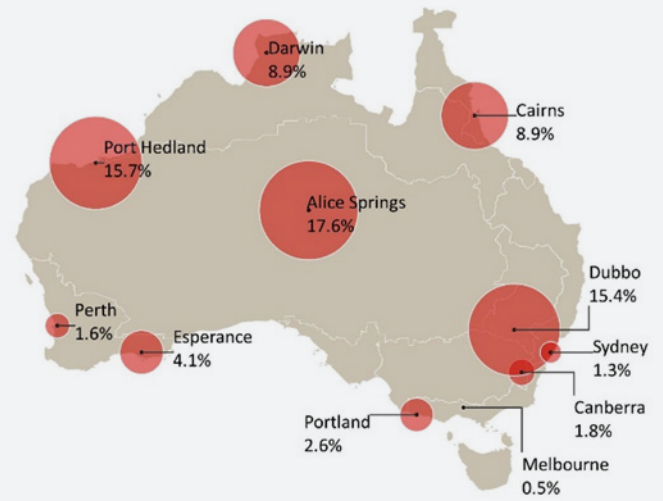 Darwin
8.9%
Cairns
8.9%
Port Hedland
15.7%
Alice Springs
17.6%
Dubbo
15.4%
Perth
1.6%
Esperance
4.1%
Sydney
1.3%
Canberra
1.8%
Portland
2.6%
Melbourne
0.5%